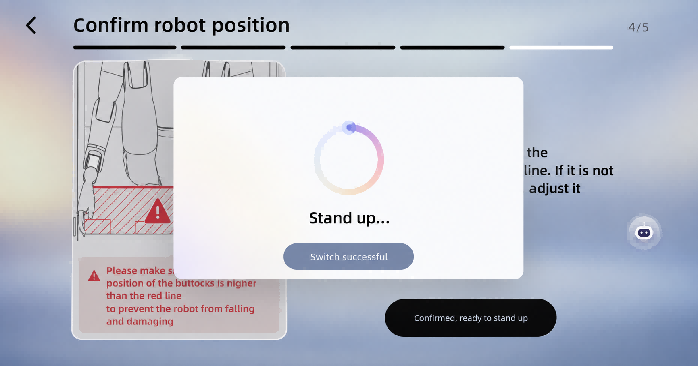 Confirm robot position
4/5
the
line. If it is not
adjust it
Stand up...
Switch successful
Please make s
position of the buttocks is higher
than the red line
to prevent the robot from falling
and damaging
Confirmed, ready to stand up